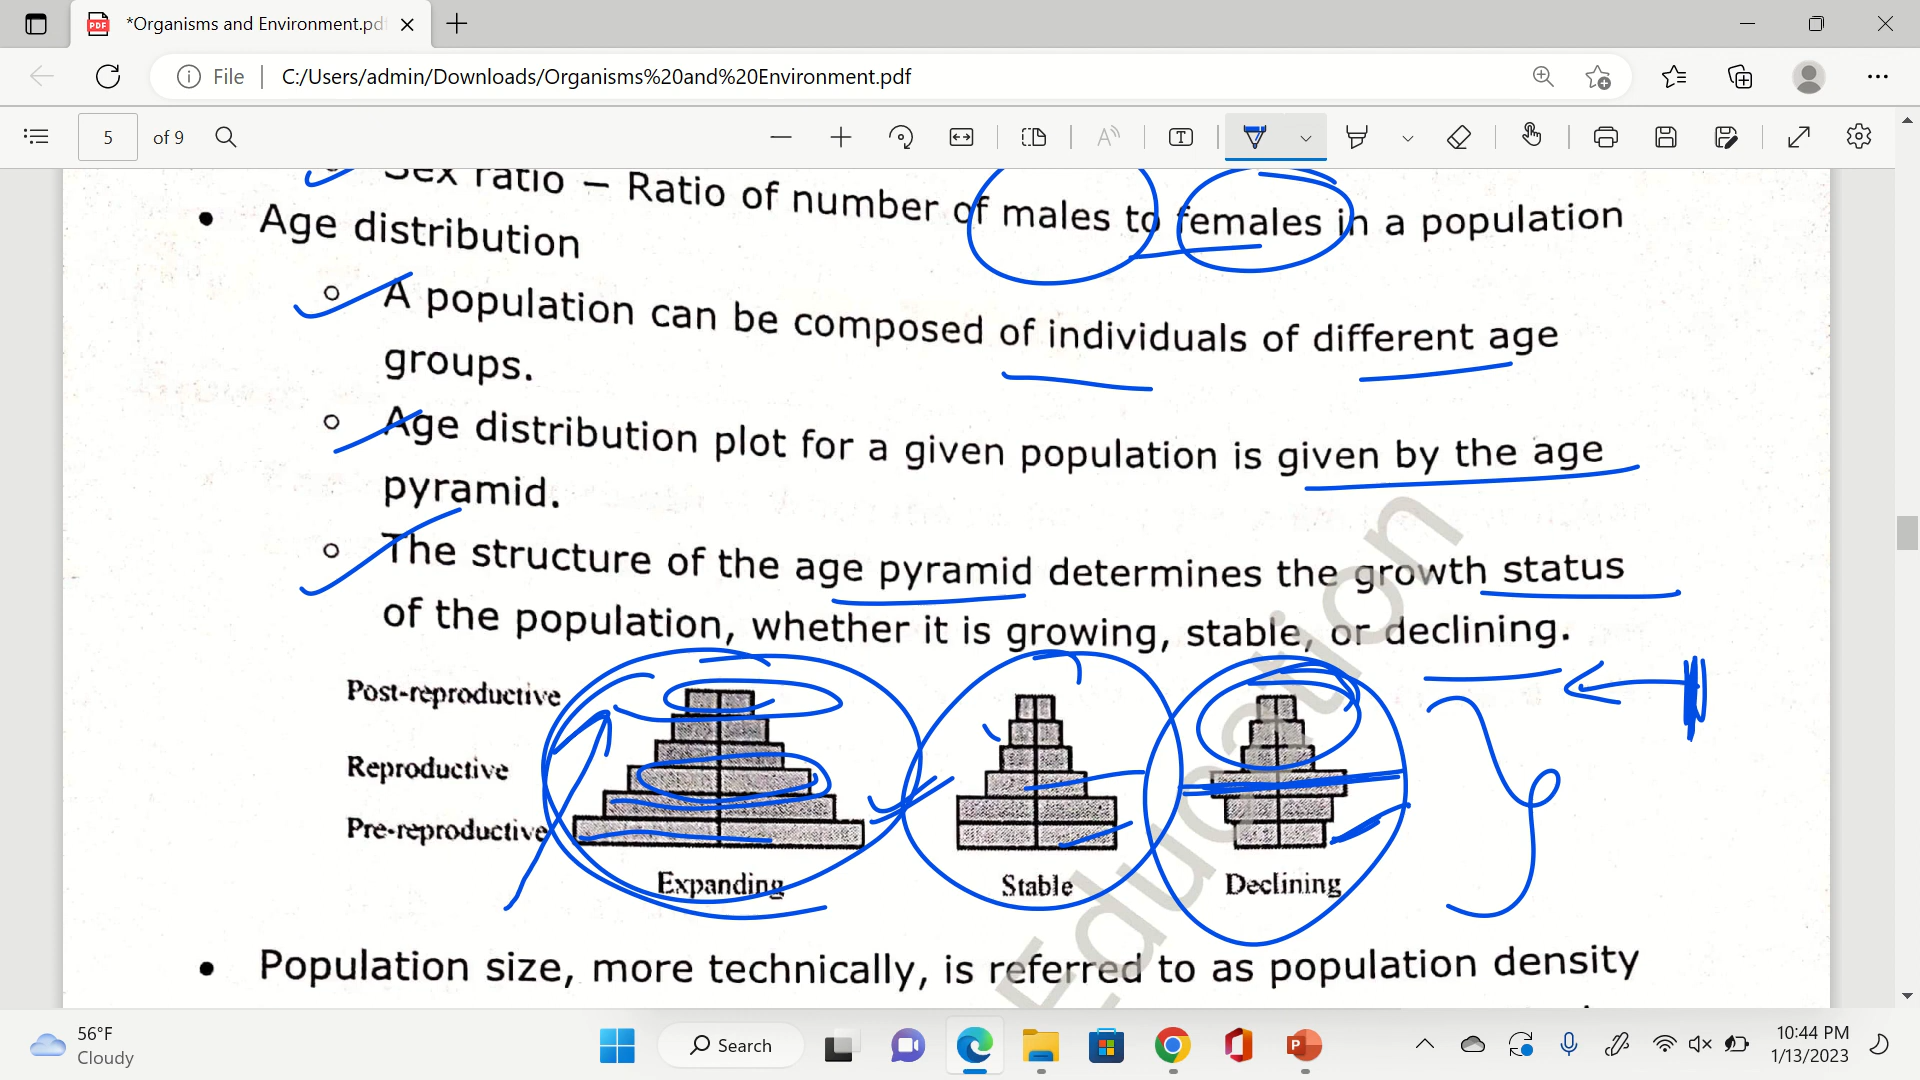 *Organisms and Environment.pdf
File
C:/Users/admin/Downloads/Organisms%20and%20Environment.pdf
5 of 9
Sex ratio – Ratio of number of males to females in a population
• Age distribution
○ A population can be composed of individuals of different age
groups.
○ Age distribution plot for a given population is given by the age
pyramid.
○ The structure of the age pyramid determines the growth status
of the population, whether it is growing, stable, or declining.
Post-reproductive
Reproductive
Pre-reproductive
Expanding Stable Declining
• Population size, more technically, is referred to as population density
Education
56°F
Cloudy
Search
10:44 PM
1/13/2023